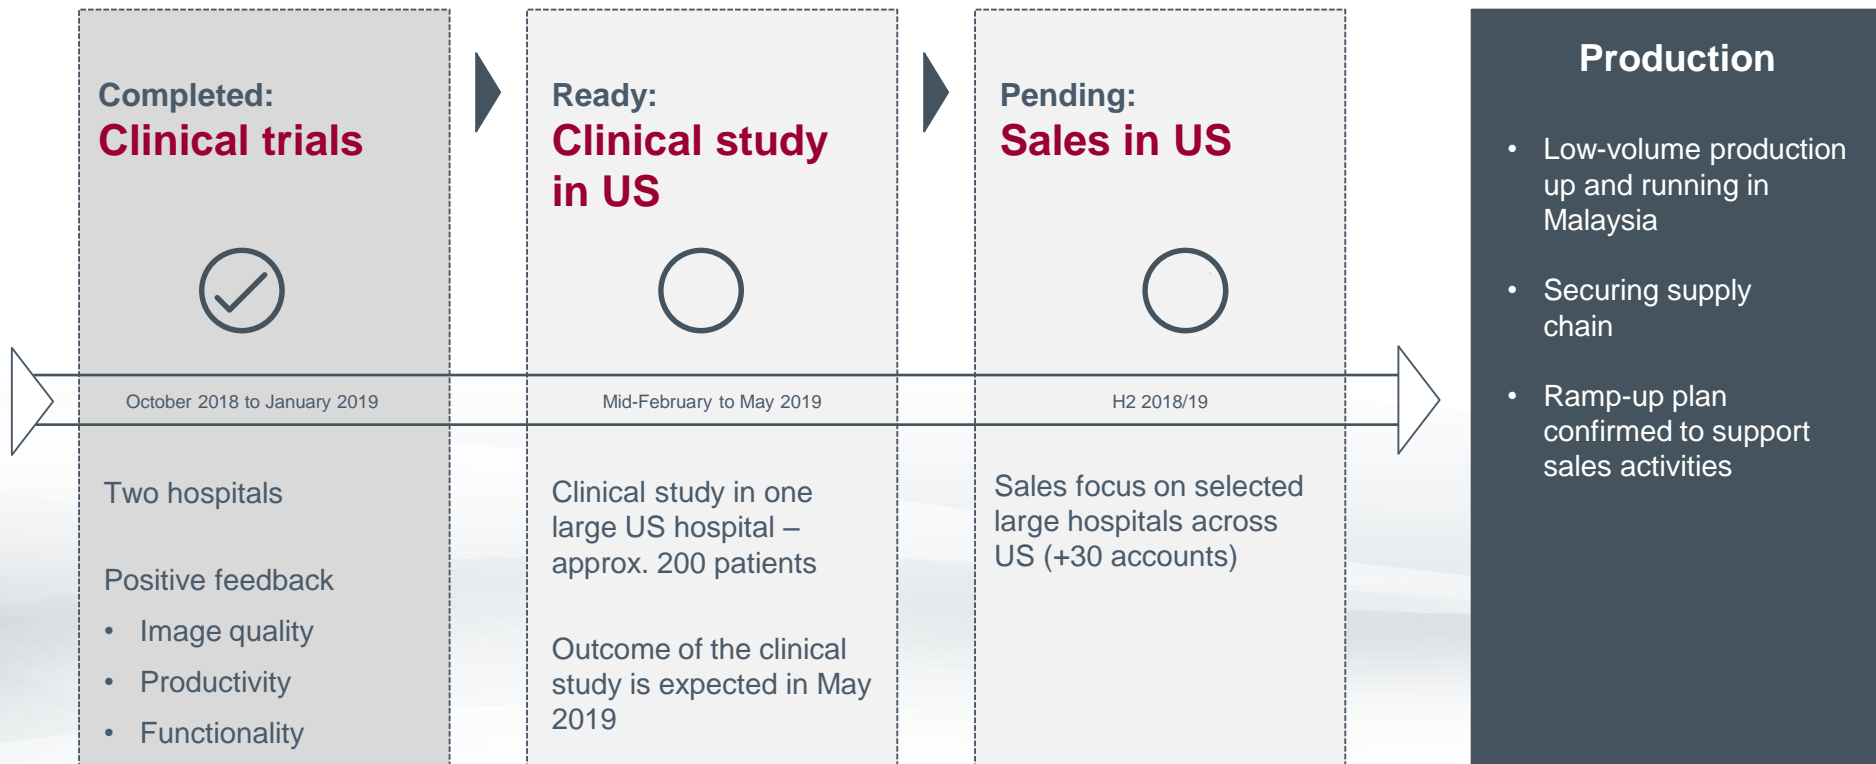 Completed:
Clinical trials
October 2018 to January 2019
Two hospitals
Positive feedback
• Image quality
• Productivity
• Functionality
Ready:
Clinical study
in US
Mid-February to May 2019
Clinical study in one
large US hospital –
approx. 200 patients
Outcome of the clinical
study is expected in May
2019
Pending:
Sales in US
H2 2018/19
Sales focus on selected
large hospitals across
US (+30 accounts)
Production
• Low-volume production
up and running in
Malaysia
• Securing supply
chain
• Ramp-up plan
confirmed to support
sales activities